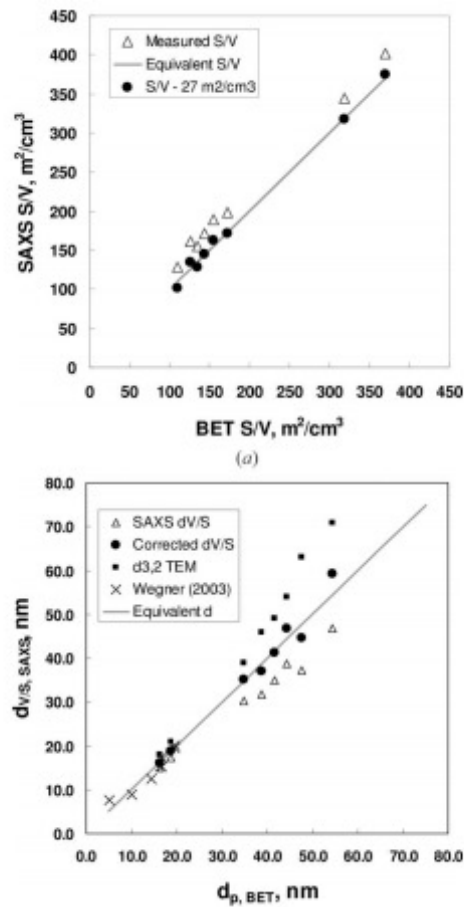 450
400
350
300
250
200
150
100
50
0
SAXS S/V, m²/cm³
Measured S/V
Equivalent S/V
S/V - 27 m2/cm3
0 50 100 150 200 250 300 350 400 450
BET S/V, m²/cm³
(a)
80.0
70.0
60.0
50.0
40.0
30.0
20.0
10.0
0.0
dV/S, SAXS, nm
SAXS dV/S
Corrected dV/S
d3,2 TEM
Wegner (2003)
Equivalent d
0.0 10.0 20.0 30.0 40.0 50.0 60.0 70.0 80.0
dp, BET, nm